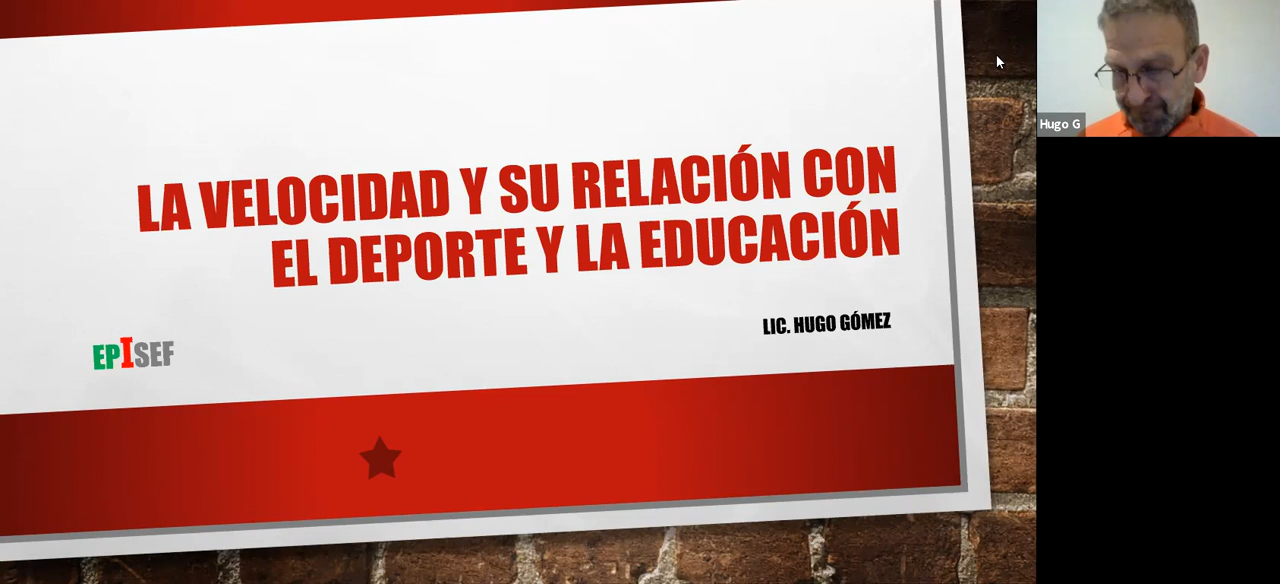 LA VELOCIDAD Y SU RELACIÓN CON
EL DEPORTE Y LA EDUCACIÓN
LIC. HUGO GÓMEZ
EPISEF
Hugo G